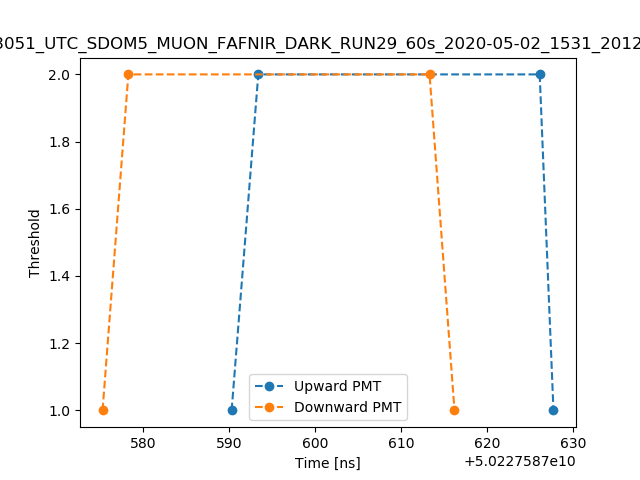 3051_UTC_SDOM5_MUON_FAFNIR_DARK_RUN29_60s_2020-05-02_1531_2012
2.0
1.8
1.6
1.4
1.2
1.0
Threshold
Upward PMT
Downward PMT
580 590 600 610 620 630
Time [ns]
+5.0227587e10